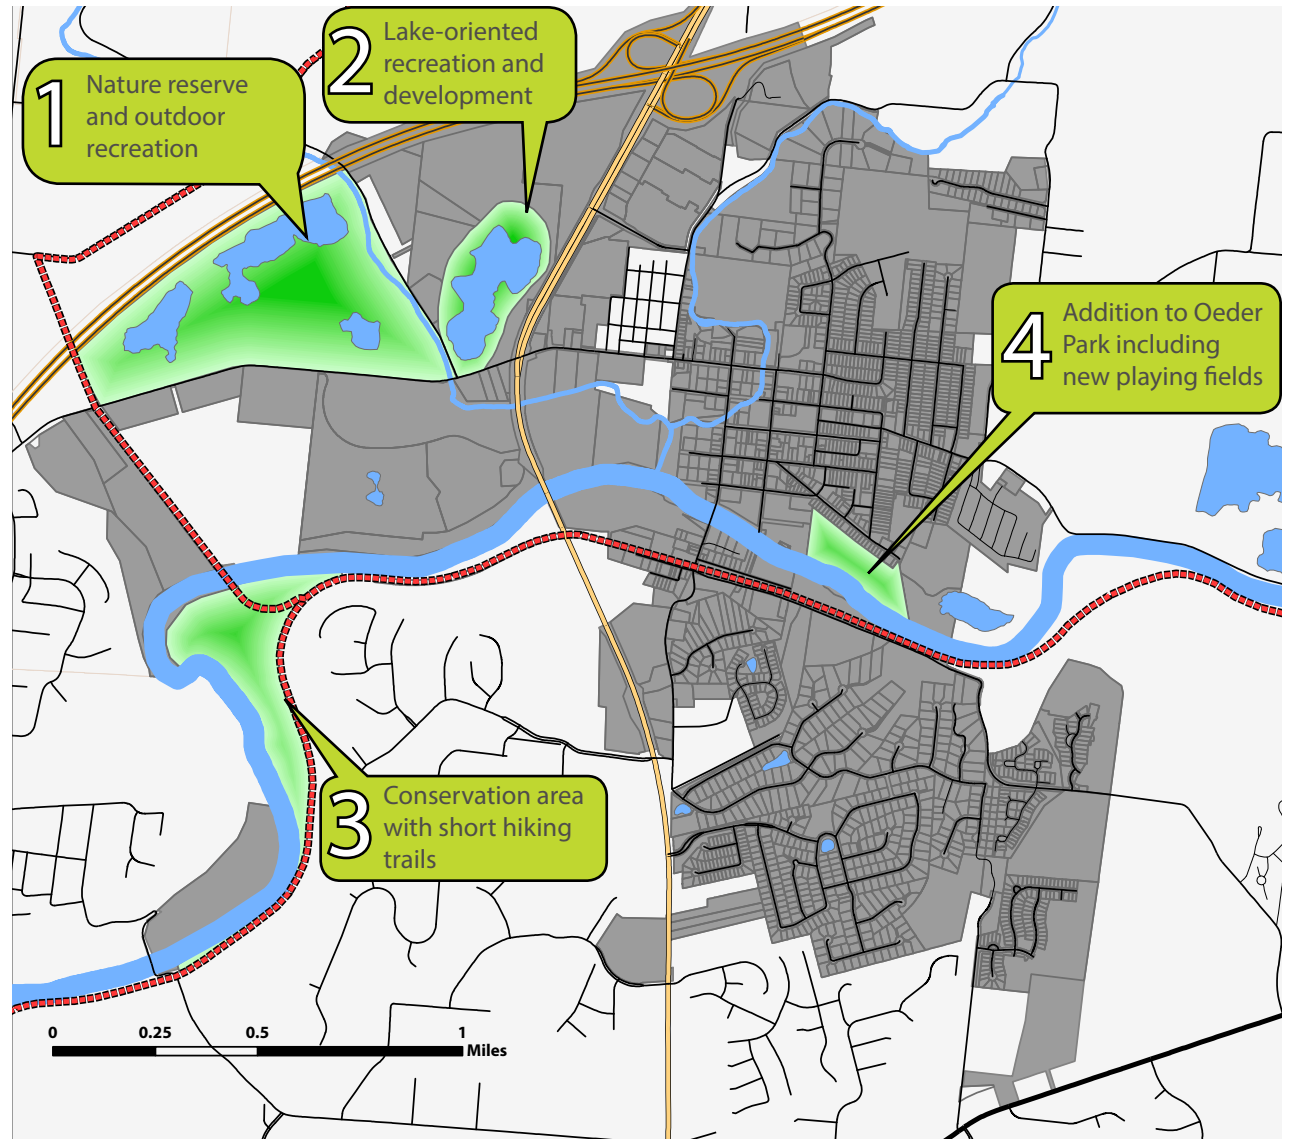 1
Nature reserve
and outdoor
recreation
2
Lake-oriented
recreation and
development
3
Conservation area
with short hiking
trails
4
Addition to Oeder
Park including
new playing fields
0 0.25 0.5 1
Miles